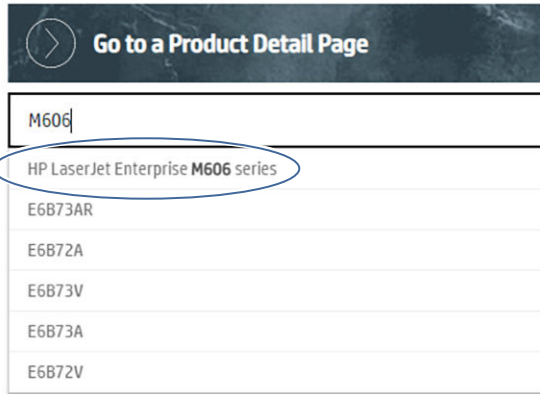 Go to a Product Detail Page
M606
HP LaserJet Enterprise M606 series
E6B73AR
E6B72A
E6B73V
E6B73A
E6B72V